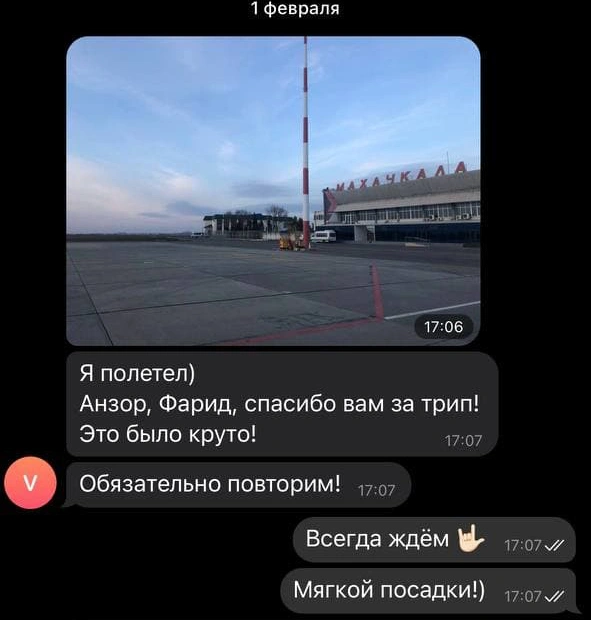 1 февраля
МАХАЧКАЛА
17:06
Я полетел)
Анзор, Фарид, спасибо вам за трип!
Это было круто!
17:07
V
Обязательно повторим!
17:07
Всегда ждём 🤟🏻
17:07
Мягкой посадки!)
17:07